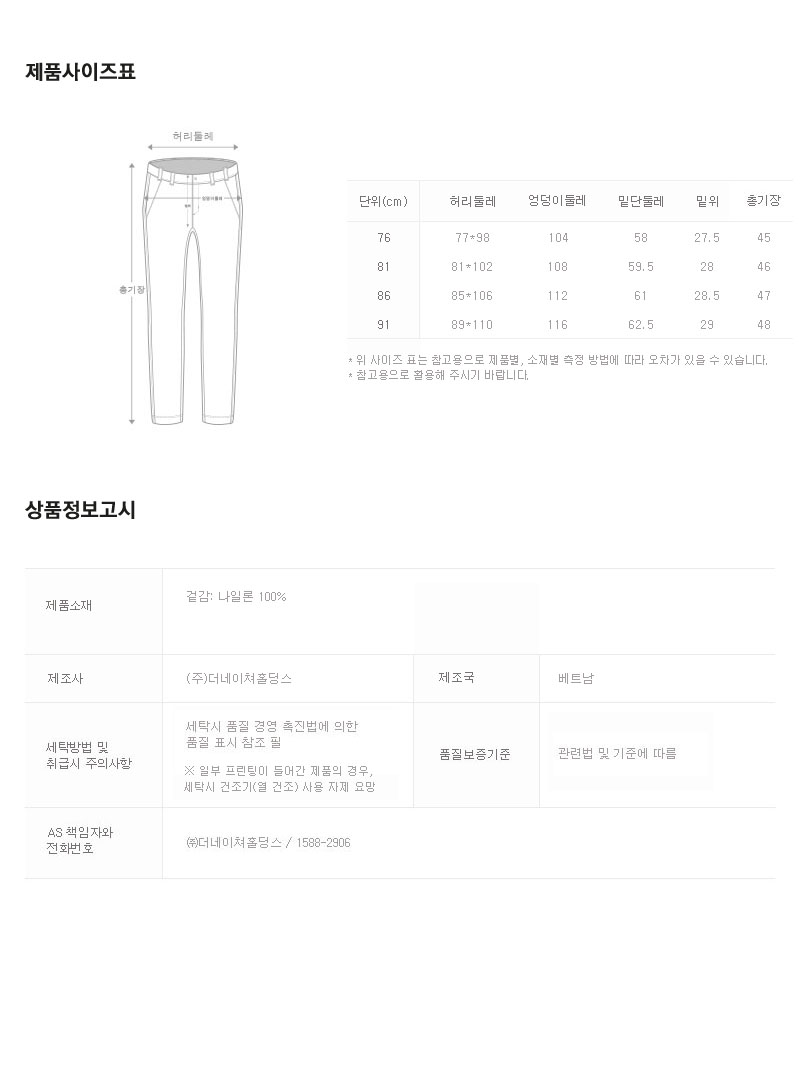 제품사이즈표
허리둘레
엉덩이둘레
총기장
단위(cm) 허리둘레 엉덩이둘레 밑단둘레 밑위 총기장
76 77*98 104 58 27.5 45
81 81*102 108 59.5 28 46
86 85*106 112 61 28.5 47
91 89*110 116 62.5 29 48
* 위 사이즈 표는 참고용으로 제품별, 소재별 측정 방법에 따라 오차가 있을 수 있습니다.
* 참고용으로 활용해 주시기 바랍니다.
상품정보고시
제품소재
겉감: 나일론 100%
제조사
(주)더네이쳐홀딩스
제조국
베트남
세탁방법 및
취급시 주의사항
세탁시 품질 경영 촉진법에 의한
품질 표시 참조 필
※ 일부 프린팅이 들어간 제품의 경우,
세탁시 건조기(열 건조) 사용 자제 요망
품질보증기준
관련법 및 기준에 따름
AS 책임자와
전화번호
㈜더네이쳐홀딩스 / 1588-2906